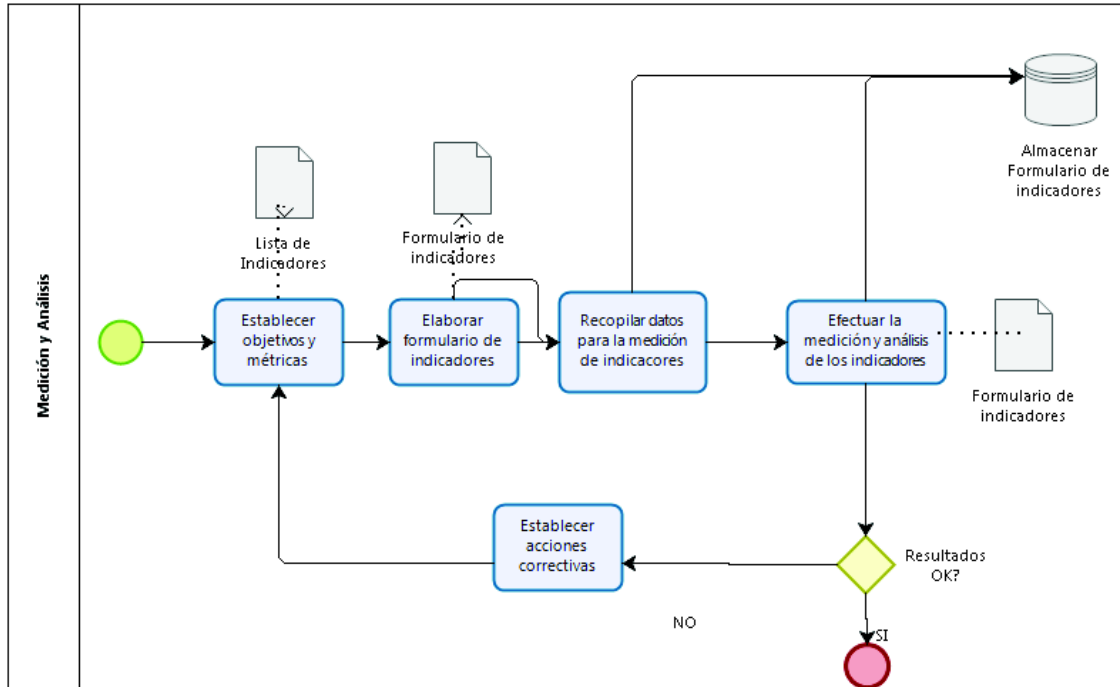 Medición y Análisis
Almacenar
Formulario de
indicadores
Lista de
Indicadores
Formulario de
indicadores
Establecer
objetivos y
métricas
Elaborar
formulario de
indicadores
Recopilar datos
para la medición
de indicacores
Efectuar la
medición y análisis
de los indicadores
Formulario de
indicadores
Establecer
acciones
correctivas
Resultados
OK?
NO
SI